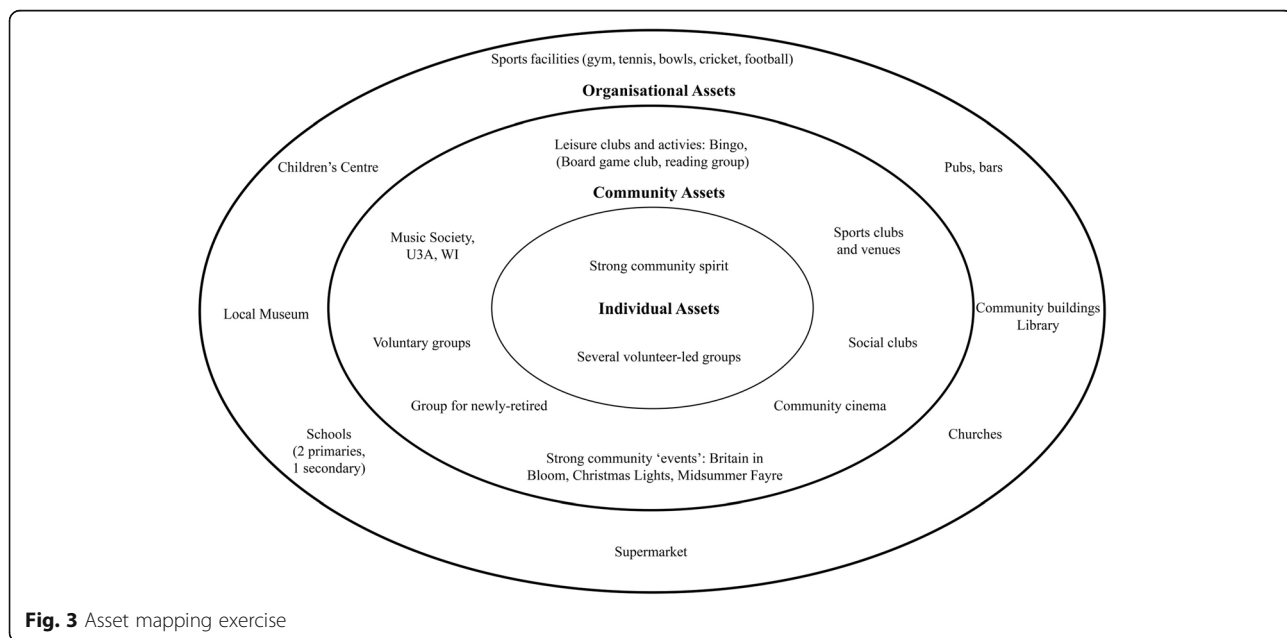 Sports facilities (gym, tennis, bowls, cricket, football)
Organisational Assets
Leisure clubs and activies: Bingo,
(Board game club, reading group)
Children's Centre
Pubs, bars
Community Assets
Music Society,
U3A, WI
Sports clubs
and venues
Strong community spirit
Individual Assets
Local Museum
Community buildings
Library
Voluntary groups
Social clubs
Several volunteer-led groups
Group for newly-retired
Community cinema
Schools
(2 primaries,
1 secondary)
Churches
Strong community ‘events’: Britain in
Bloom, Christmas Lights, Midsummer Fayre
Supermarket
Fig. 3 Asset mapping exercise